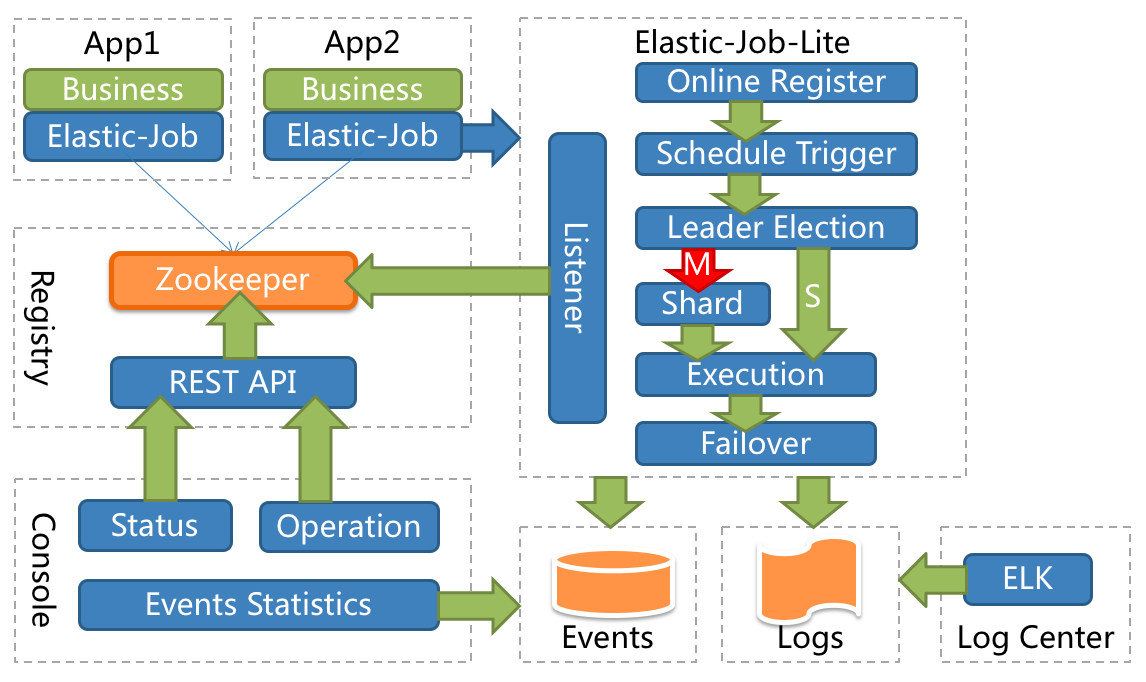 App1
Business
Elastic-Job
App2
Business
Elastic-Job
Elastic-Job-Lite
Online Register
Schedule Trigger
Leader Election
M
S
Shard
Execution
Failover
Listener
Registry
Zookeeper
REST API
Console
Status
Operation
Events Statistics
Events
Logs
ELK
Log Center